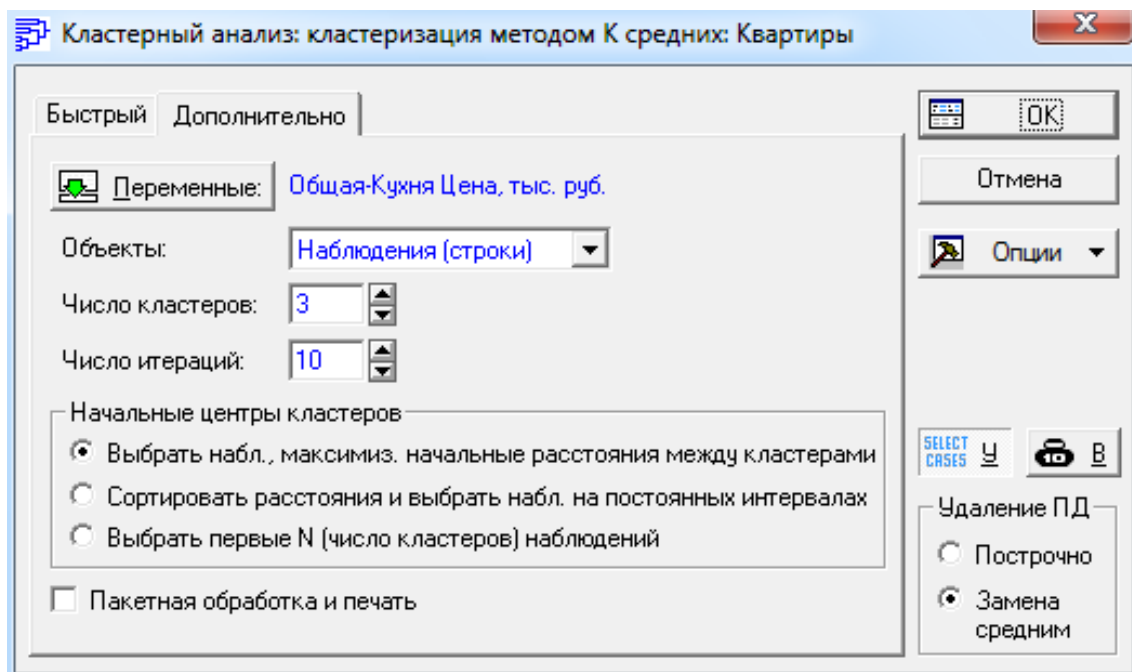 Кластерный анализ: кластеризация методом К средних: Квартиры
Быстрый Дополнительно
Переменные: Общая-Кухня Цена, тыс. руб.
Объекты: Наблюдения (строки)
Число кластеров: 3
Число итераций: 10
Начальные центры кластеров
Выбрать набл., максимиз. начальные расстояния между кластерами
Сортировать расстояния и выбрать набл. на постоянных интервалах
Выбрать первые N (число кластеров) наблюдений
Пакетная обработка и печать
OK
Отмена
Опции
SELECT CASES У 10 В
Удаление ПД
Построчно
Замена
средним